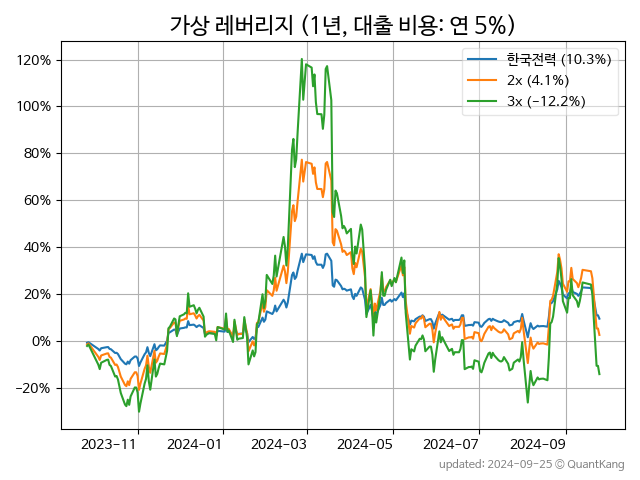 가상 레버리지 (1년, 대출 비용: 연 5%)
120%
100%
80%
60%
40%
20%
0%
−20%
한국전력 (10.3%)
2x (4.1%)
3x (−12.2%)
2023-11
2024-01
2024-03
2024-05
2024-07
2024-09
updated: 2024-09-25 © QuantKang